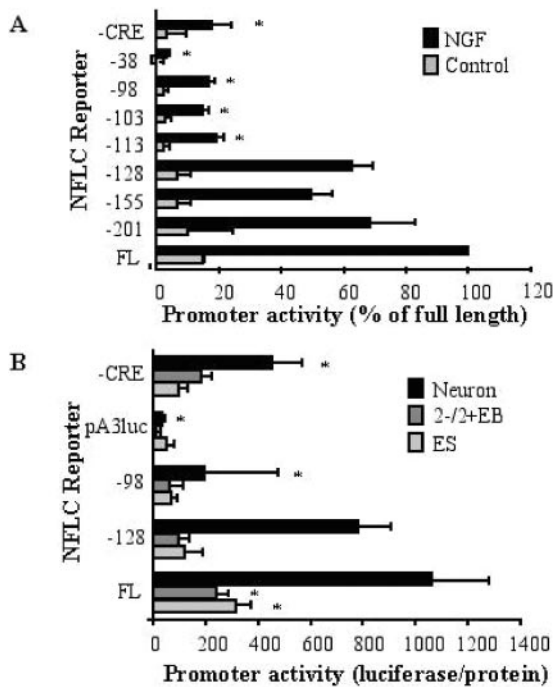 A
NFLC Reporter
-CRE
-38
-98
-103
-113
-128
-155
-201
FL
*
*
*
*
*
NGF
Control
0 20 40 60 80 100 120
Promoter activity (% of full length)
B
NFLC Reporter
-CRE
pA3luc
-98
-128
FL
*
*
*
*
*
Neuron
2-/2+EB
ES
0 200 400 600 800 1000 1200 1400
Promoter activity (luciferase/protein)